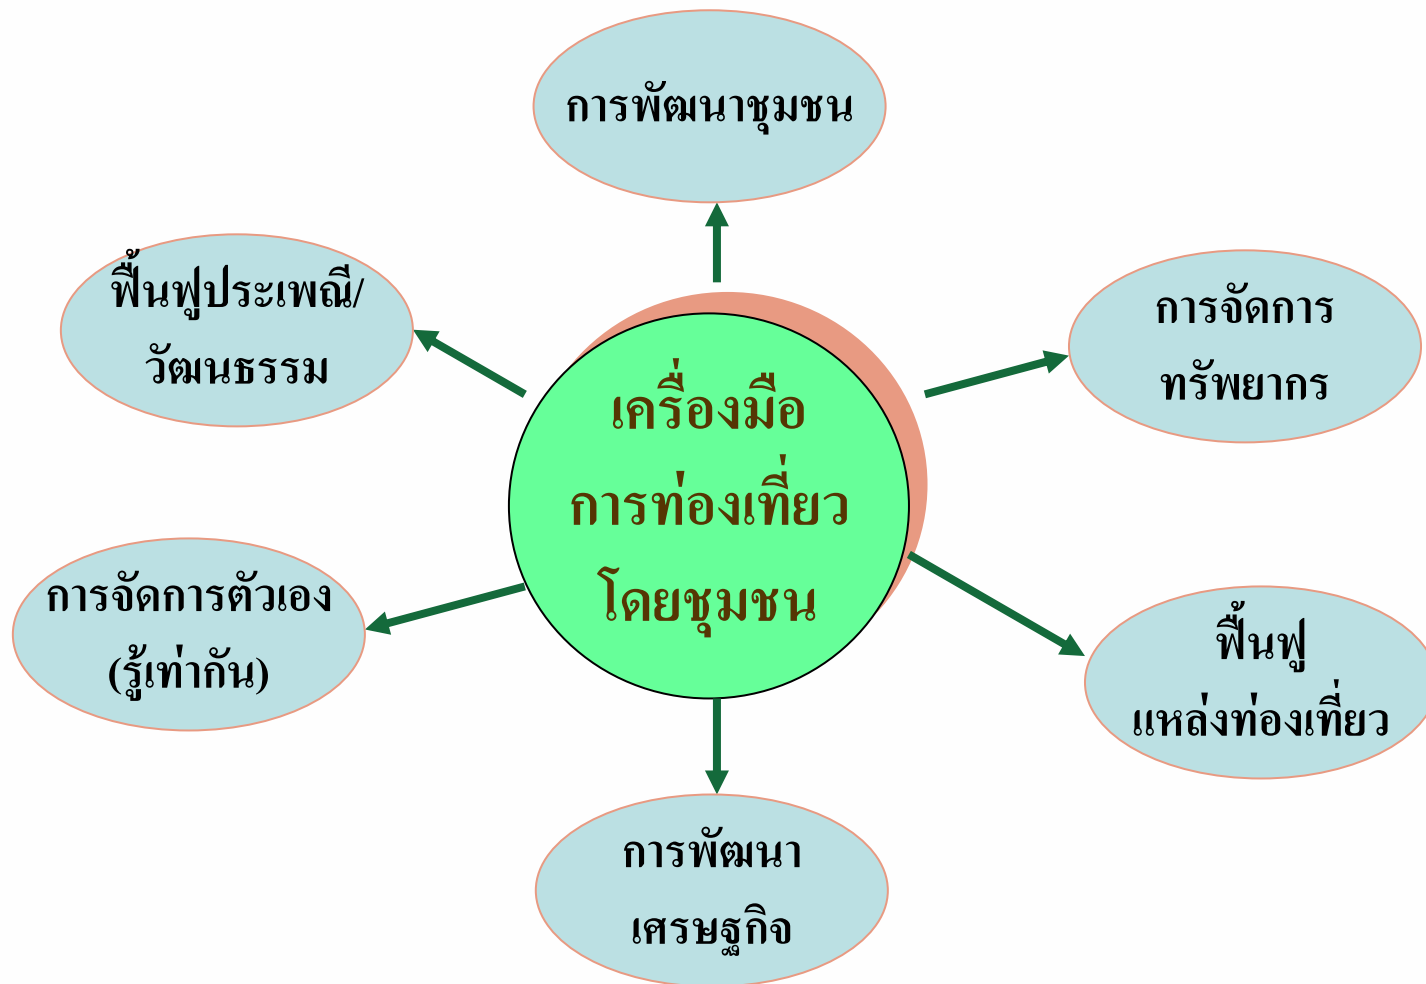 การพัฒนาชุมชน
ฟื้นฟูประเพณี/
วัฒนธรรม
การจัดการ
ทรัพยากร
เครื่องมือ
การท่องเที่ยว
โดยชุมชน
การจัดการตัวเอง
(รู้เท่ากัน)
ฟื้นฟู
แหล่งท่องเที่ยว
การพัฒนา
เศรษฐกิจ